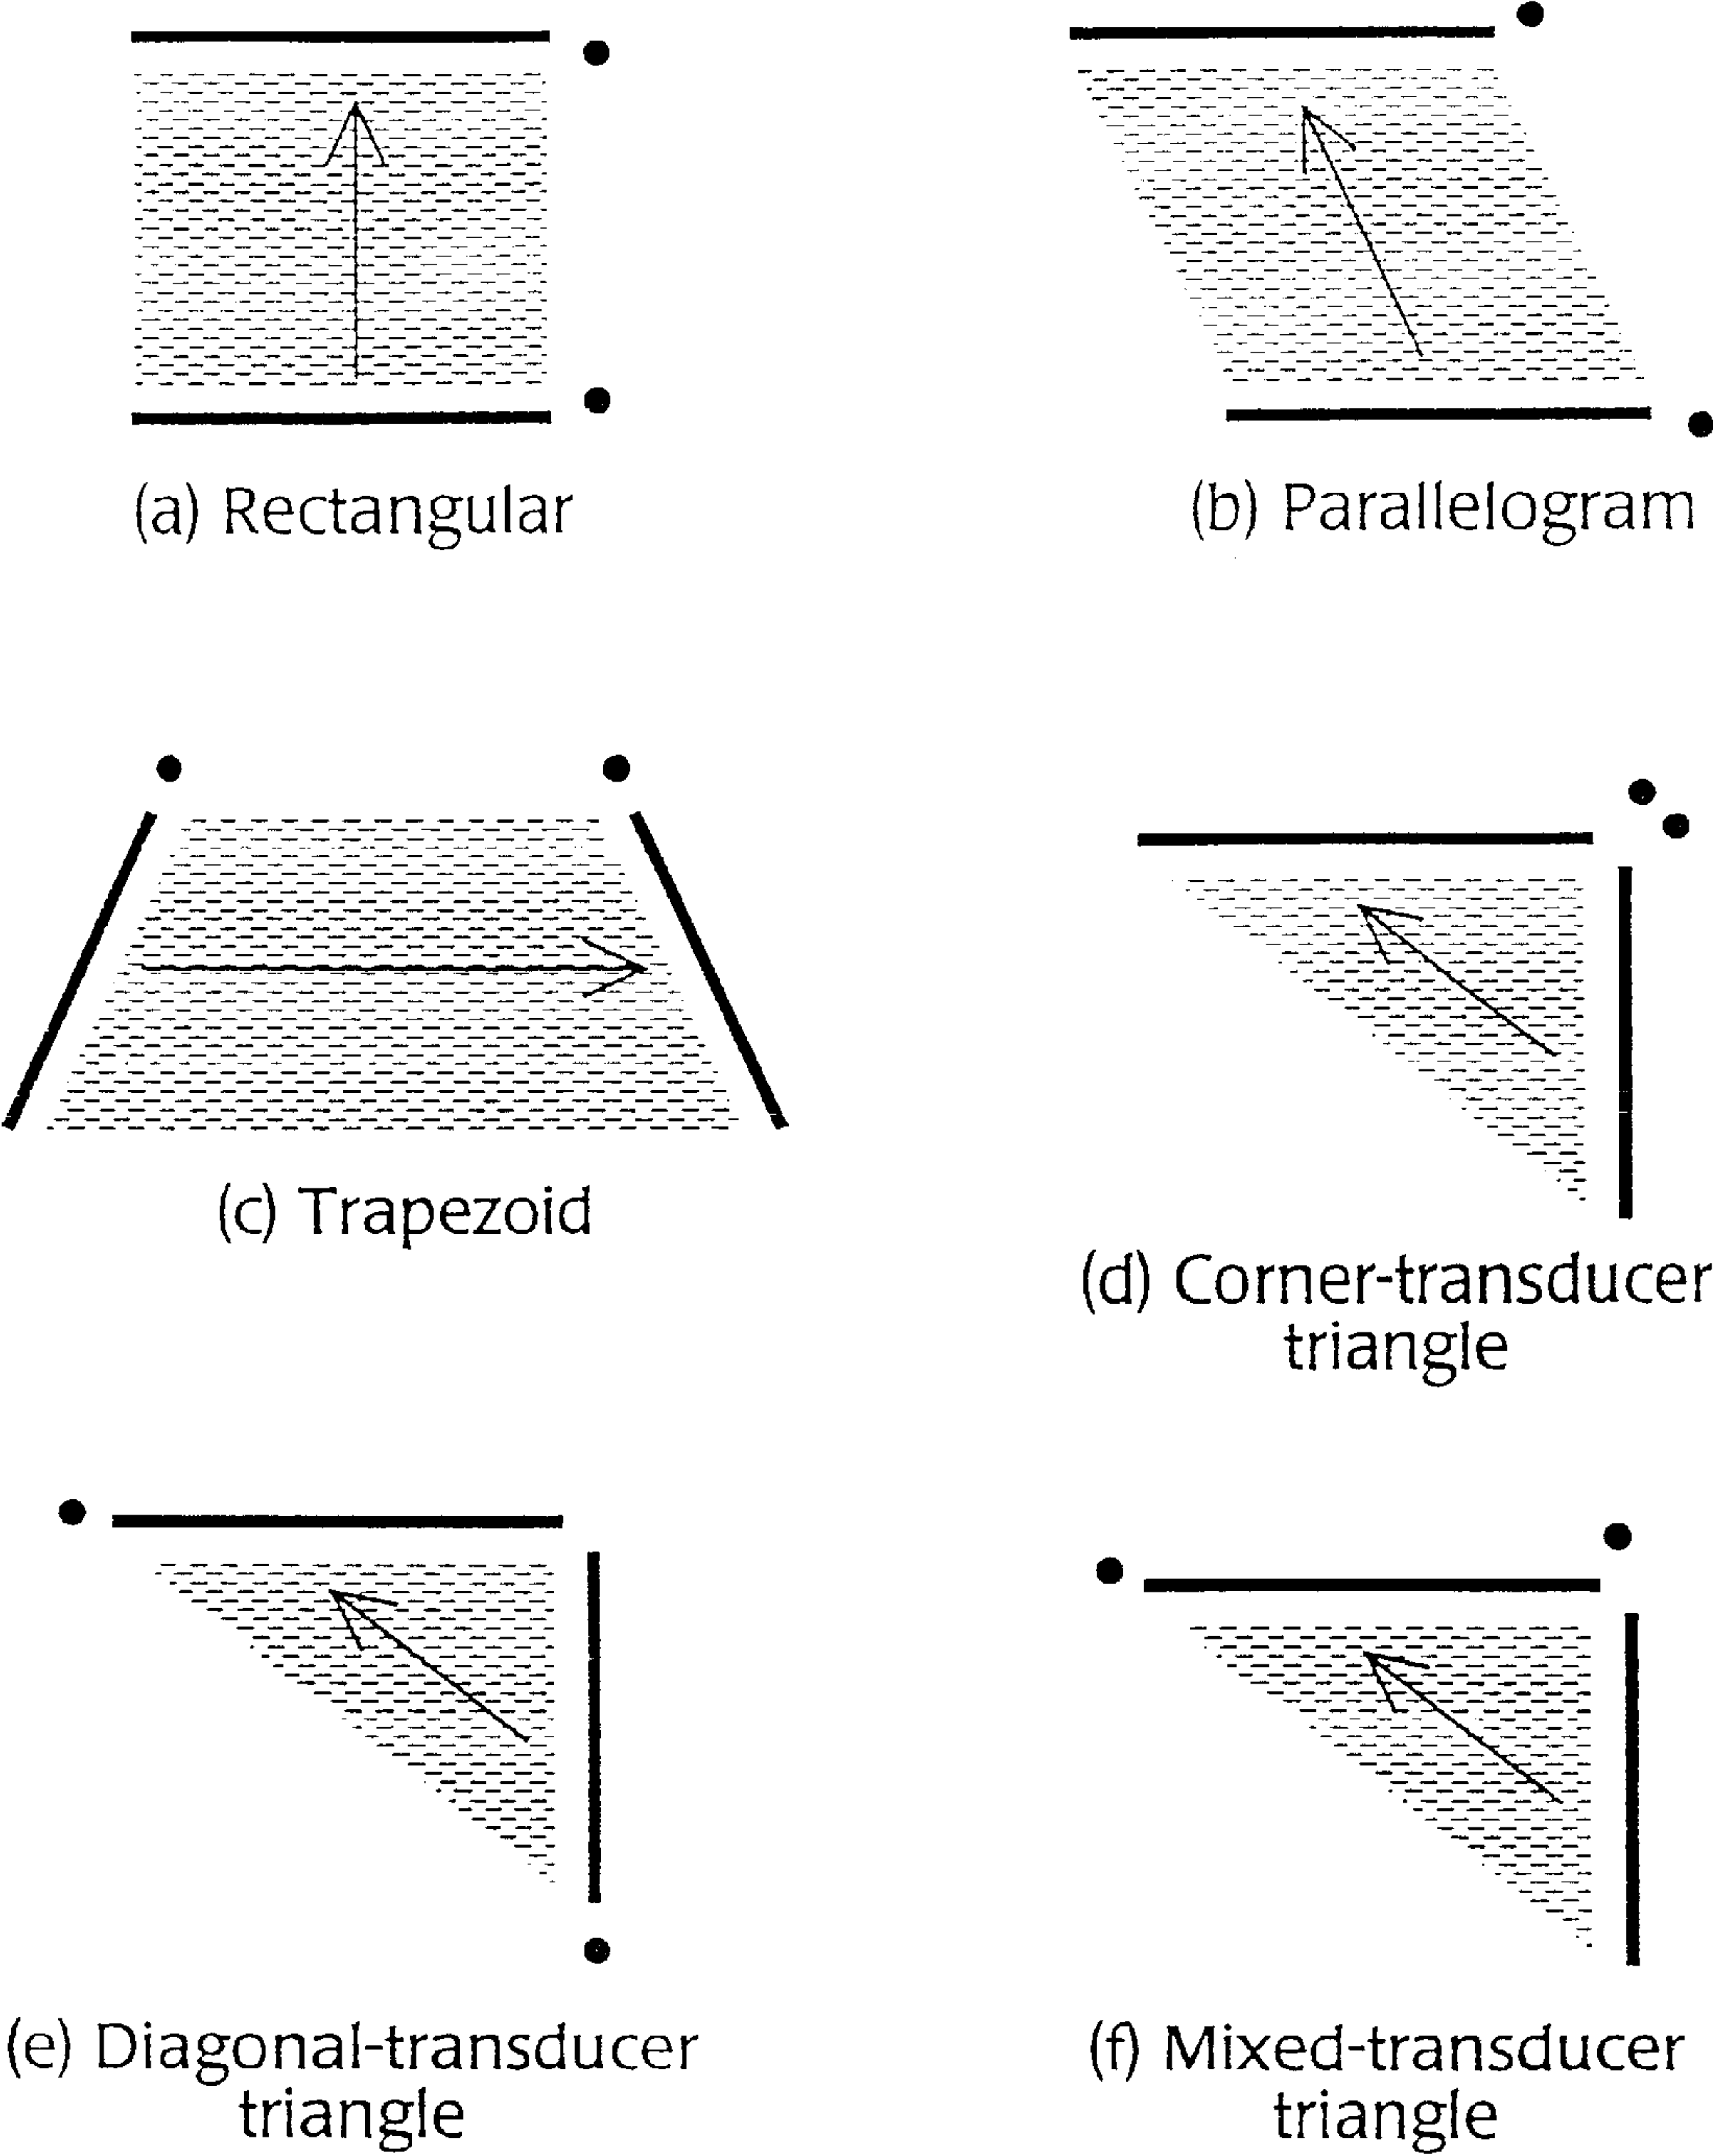 (a) Rectangular
(b) Parallelogram
(c) Trapezoid
(d) Corner-transducer
triangle
(e) Diagonal-transducer
triangle
(f) Mixed-transducer
triangle